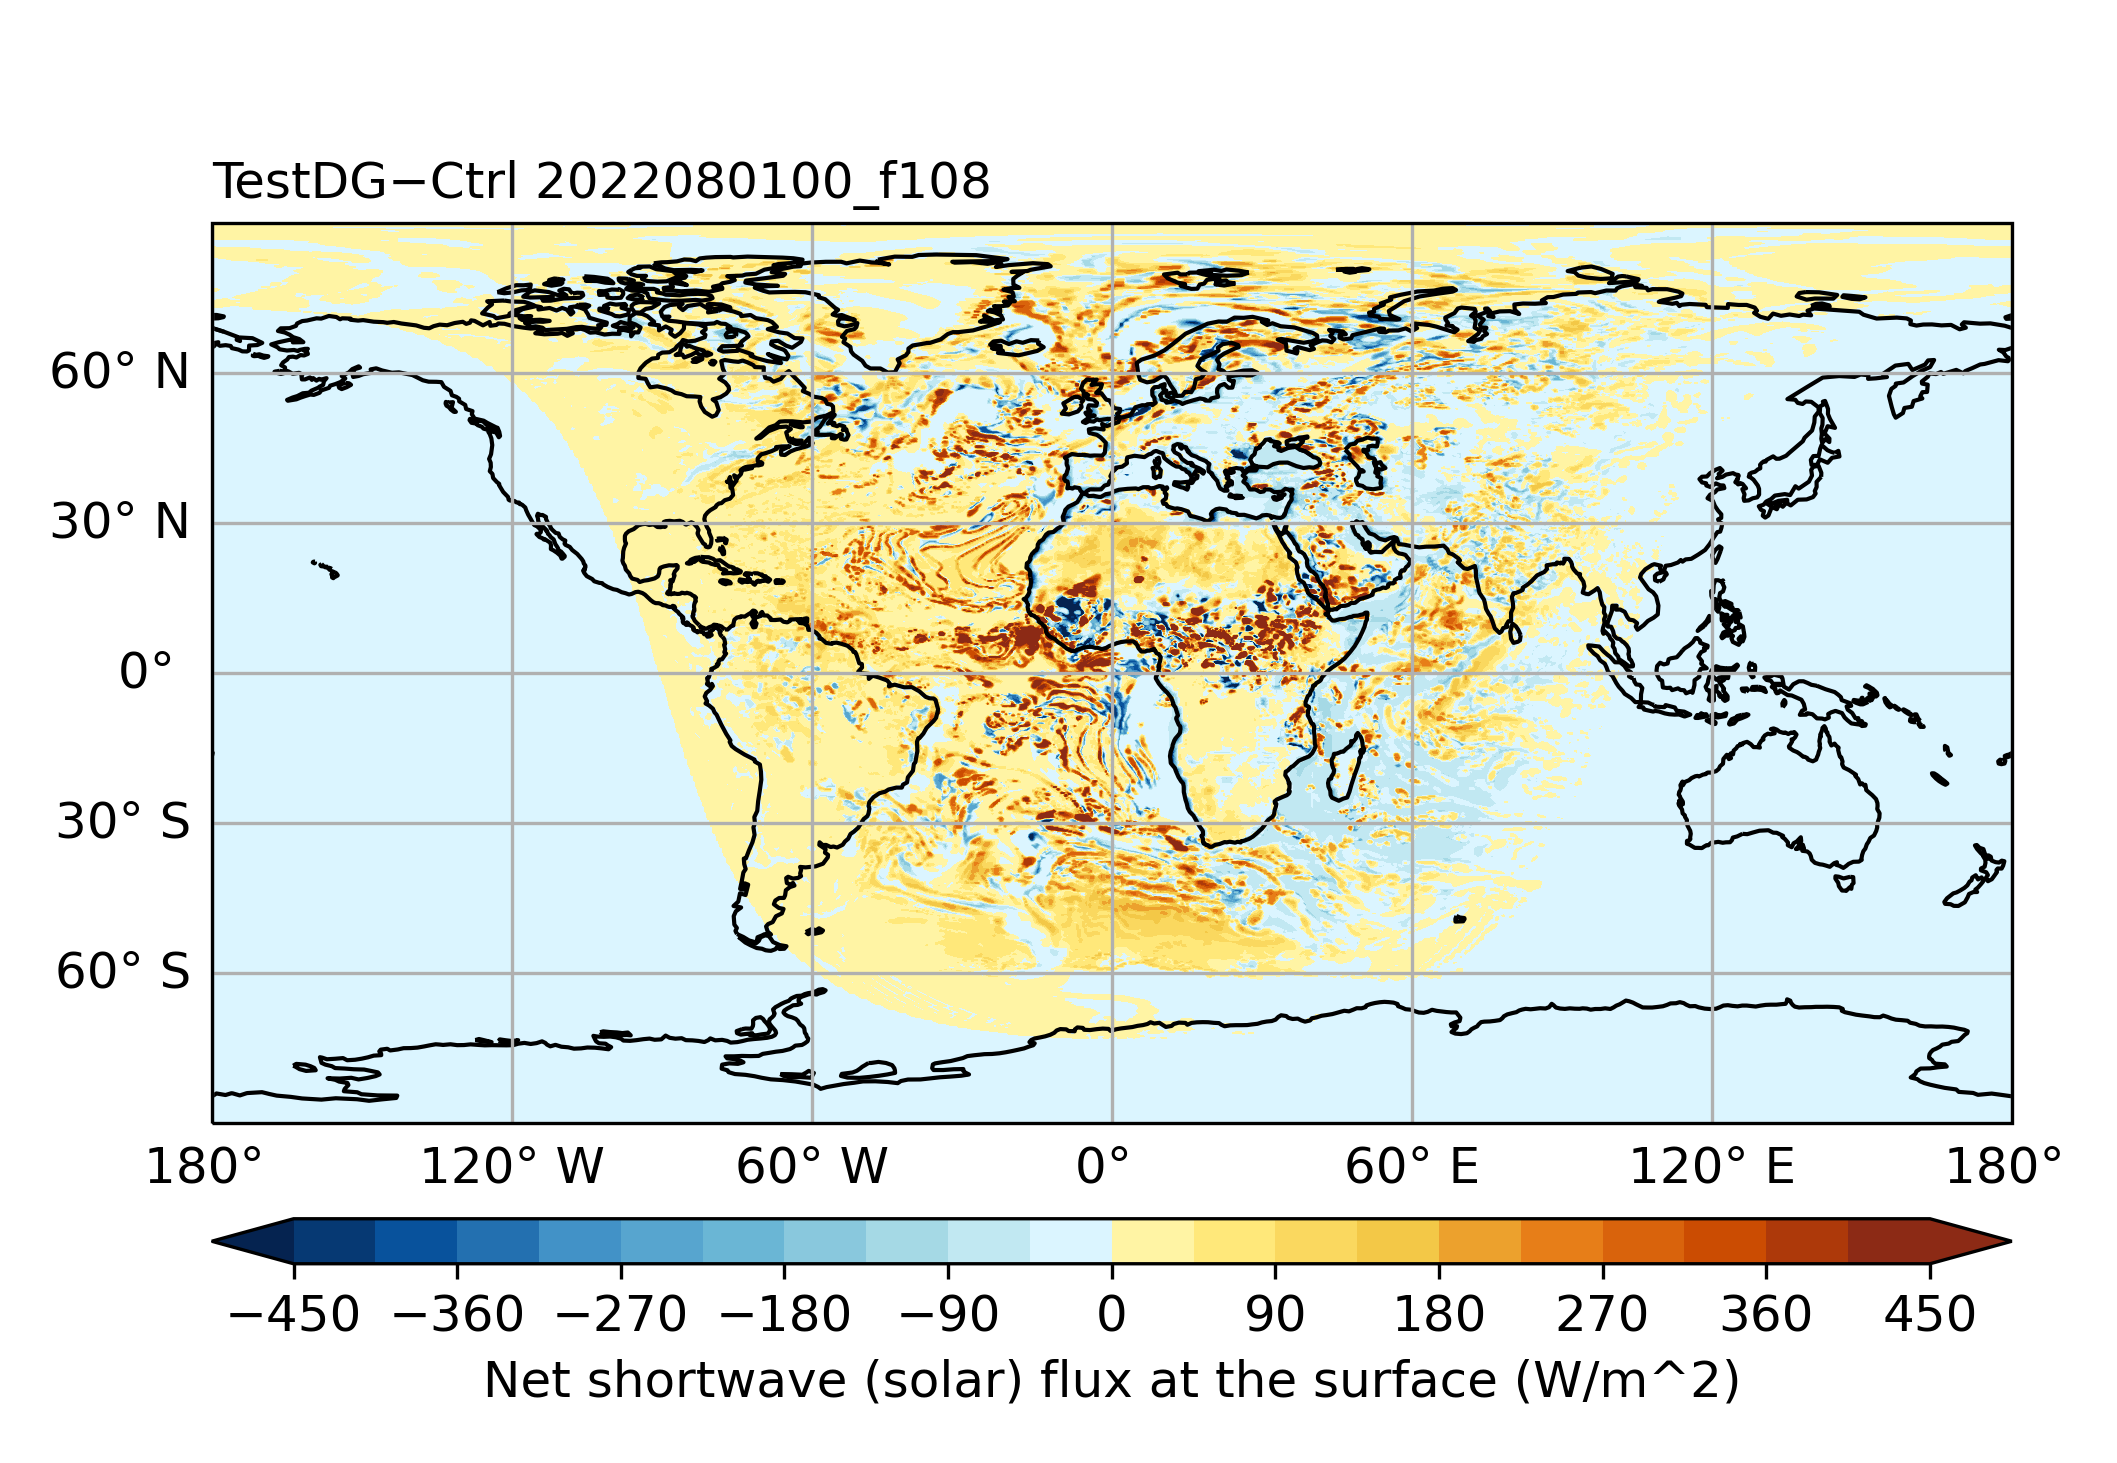 TestDG−Ctrl 2022080100_f108
60° N
30° N
0°
30° S
60° S
180° 120° W 60° W 0° 60° E 120° E 180°
−450 −360 −270 −180 −90 0 90 180 270 360 450
Net shortwave (solar) flux at the surface (W/m^2)